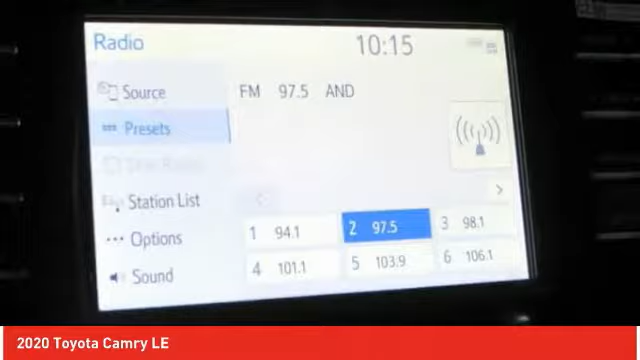 Radio
10:15
Source
FM 97.5 AND
Presets
Station List
Options
Sound
1 94.1
2 97.5
3 98.1
4 101.1
5 103.9
6 106.1
2020 Toyota Camry LE